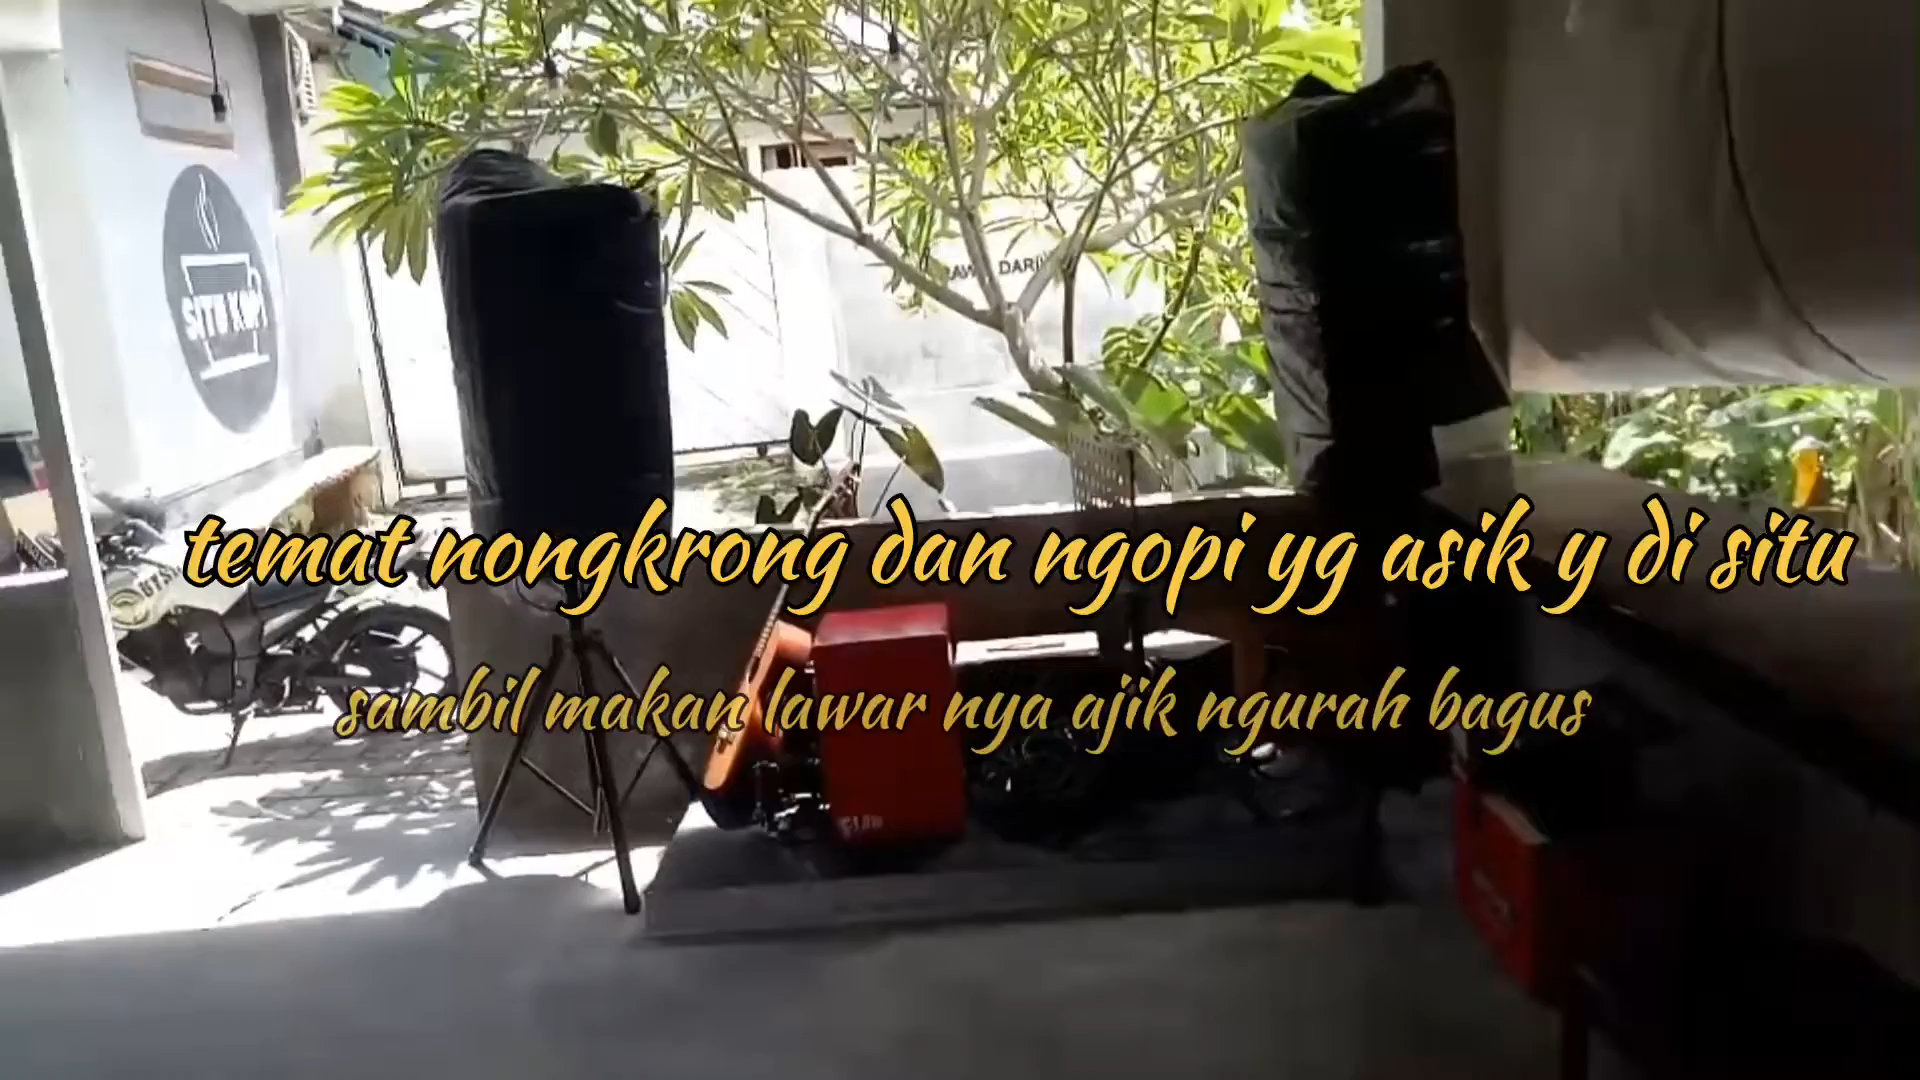 SITU KOPI
temat nongkrong dan ngopi yg asik y di situ
sambil makan lawar nya ajik ngurah bagus